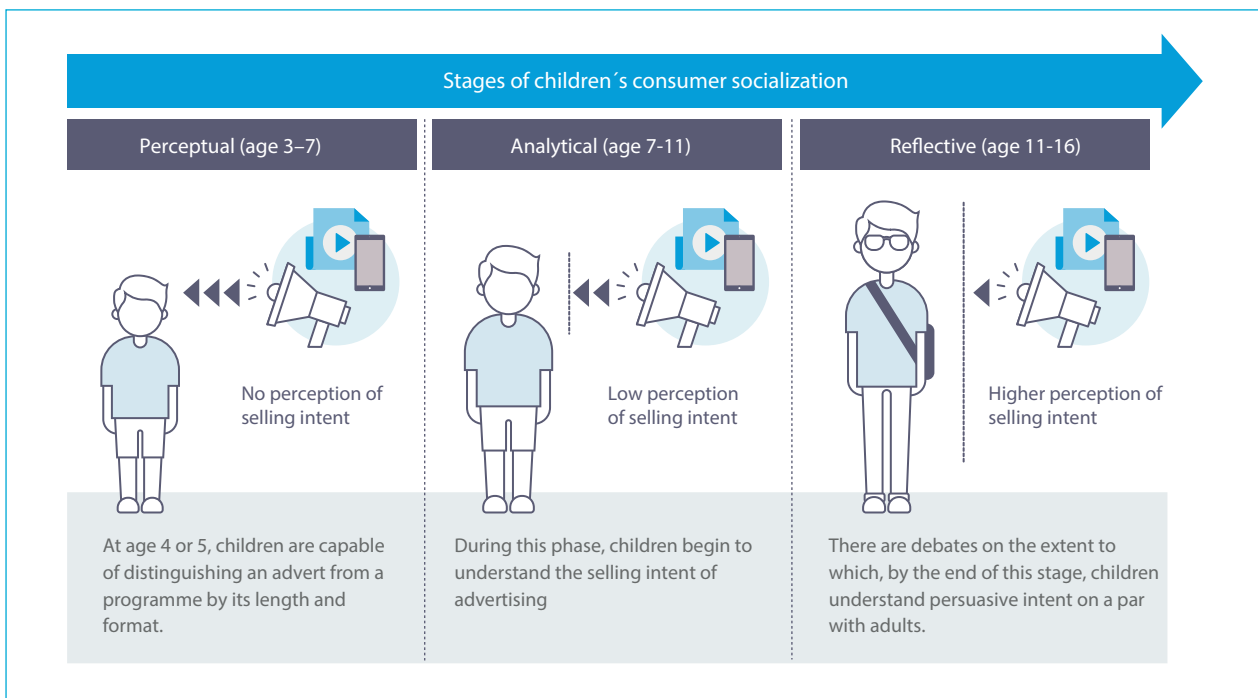 Stages of children´s consumer socialization
Perceptual (age 3–7)
No perception of
selling intent
At age 4 or 5, children are capable
of distinguishing an advert from a
programme by its length and
format.
Analytical (age 7-11)
Low perception
of selling intent
During this phase, children begin to
understand the selling intent of
advertising
Reflective (age 11-16)
Higher perception of
selling intent
There are debates on the extent to
which, by the end of this stage, children
understand persuasive intent on a par
with adults.